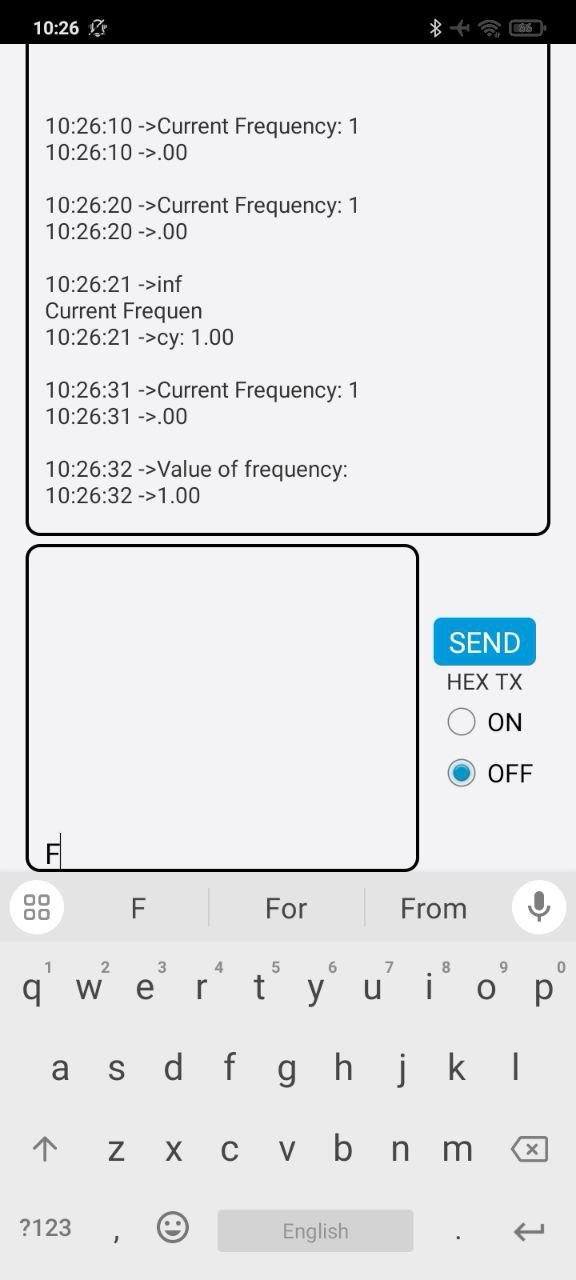 10:26
66
10:26:10 ->Current Frequency: 1
10:26:10 ->.00
10:26:20 ->Current Frequency: 1
10:26:20 ->.00
10:26:21 ->inf
Current Frequen
10:26:21 ->cy: 1.00
10:26:31 ->Current Frequency: 1
10:26:31 ->.00
10:26:32 ->Value of frequency:
10:26:32 ->1.00
SEND
HEX TX
ON
OFF
F
F For From
1 2 3 4 5 6 7 8 9 0
q w e r t y u i o p
a s d f g h j k l
z x c v b n m
?123 , English .